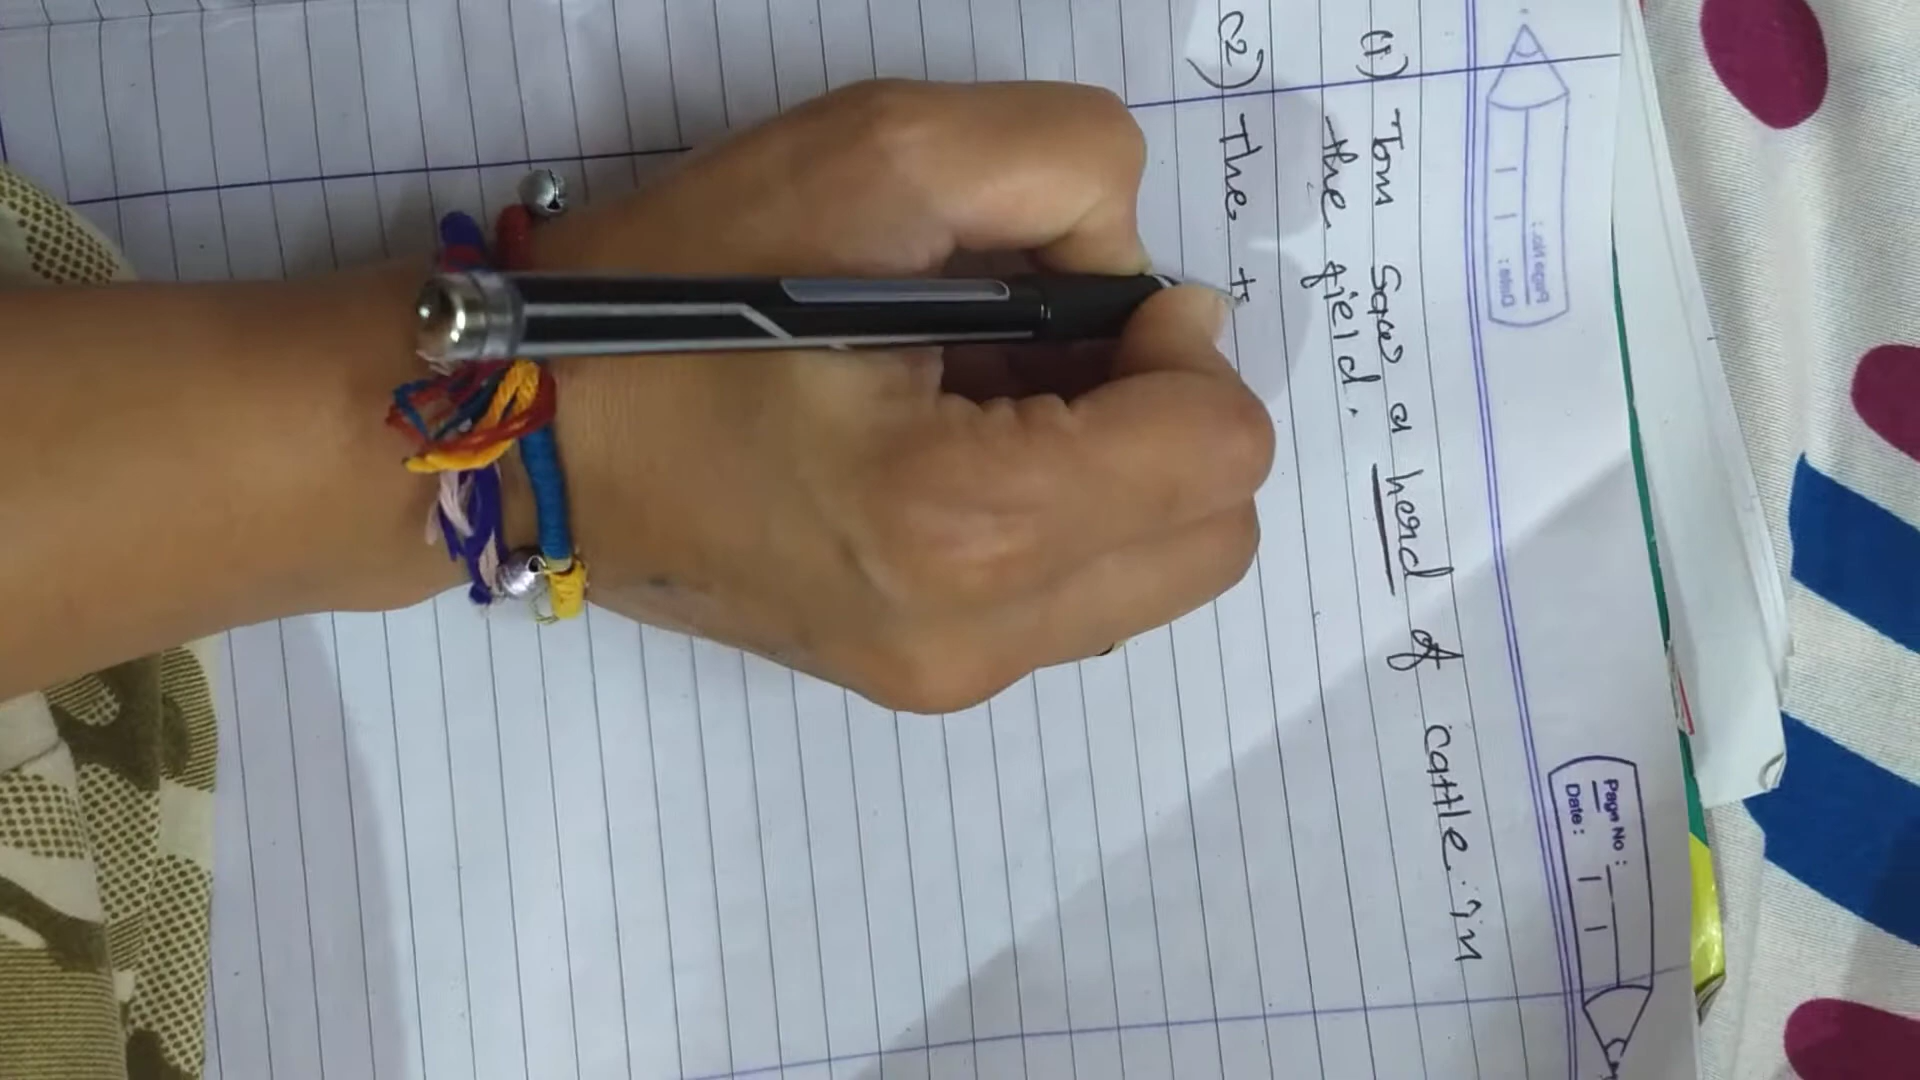 Page No :
Date :
(1) Tom Saw a herd of cattle in
the field.
(2) The